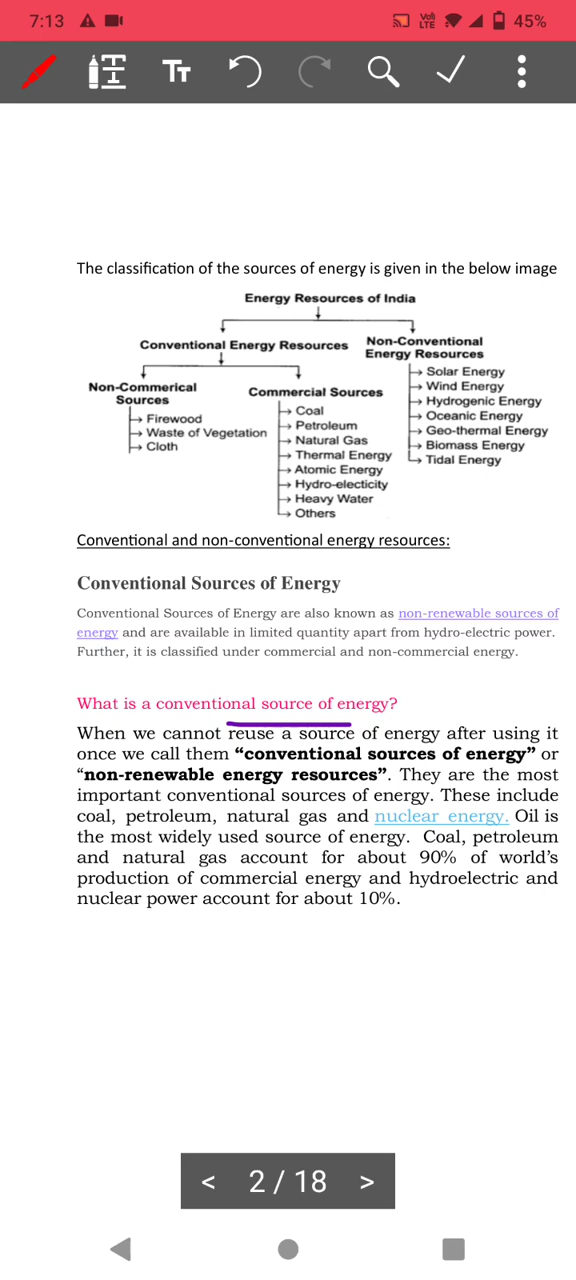 7:13
Volt LTE 45%
TT
The classification of the sources of energy is given in the below image
Energy Resources of India
Conventional Energy Resources
Non-Conventional
Energy Resources
Non-Commerical
Sources
Firewood
Waste of Vegetation
Cloth
Commercial Sources
Coal
Petroleum
Natural Gas
Thermal Energy
Atomic Energy
Hydro-electicity
Heavy Water
Others
Solar Energy
Wind Energy
Hydrogenic Energy
Oceanic Energy
Geo-thermal Energy
Biomass Energy
Tidal Energy
Conventional and non-conventional energy resources:
Conventional Sources of Energy
Conventional Sources of Energy are also known as non-renewable sources of
energy and are available in limited quantity apart from hydro-electric power.
Further, it is classified under commercial and non-commercial energy.
What is a conventional source of energy?
When we cannot reuse a source of energy after using it
once we call them “conventional sources of energy” or
“non-renewable energy resources”. They are the most
important conventional sources of energy. These include
coal, petroleum, natural gas and nuclear energy. Oil is
the most widely used source of energy. Coal, petroleum
and natural gas account for about 90% of world’s
production of commercial energy and hydroelectric and
nuclear power account for about 10%.
< 2 / 18 >